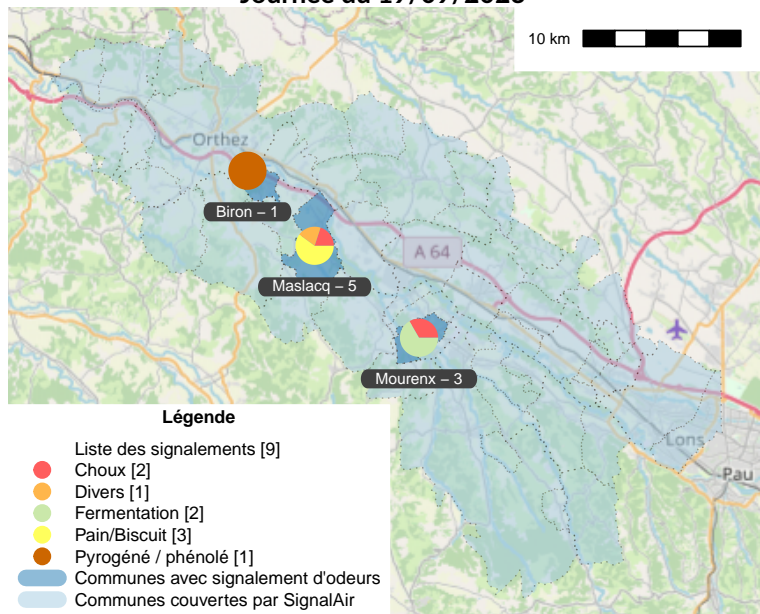 10 km
Orthez
Biron – 1
A 64
Maslacq – 5
Mourenx – 3
Lons
Pau
Légende
Liste des signalements [9]
Choux [2]
Divers [1]
Fermentation [2]
Pain/Biscuit [3]
Pyrogéné / phénolé [1]
Communes avec signalement d'odeurs
Communes couvertes par SignalAir